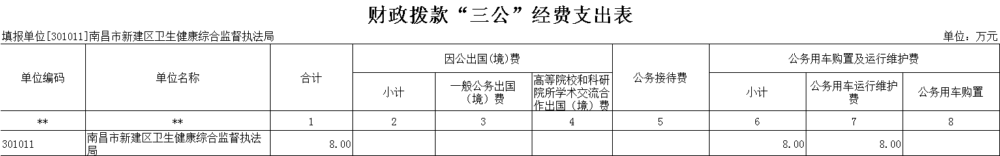 财政拨款“三公”经费支出表
填报单位[301011]南昌市新建区卫生健康综合监督执法局 单位：万元
单位编码 单位名称 合计 因公出国(境)费 公务接待费 公务用车购置及运行维护费
小计 一般公务出国（境）费 高等院校和科研院所学术交流合作出国（境）费 小计 公务用车运行维护费 公务用车购置
** ** 1 2 3 4 5 6 7 8
301011 南昌市新建区卫生健康综合监督执法局 8.00 8.00 8.00